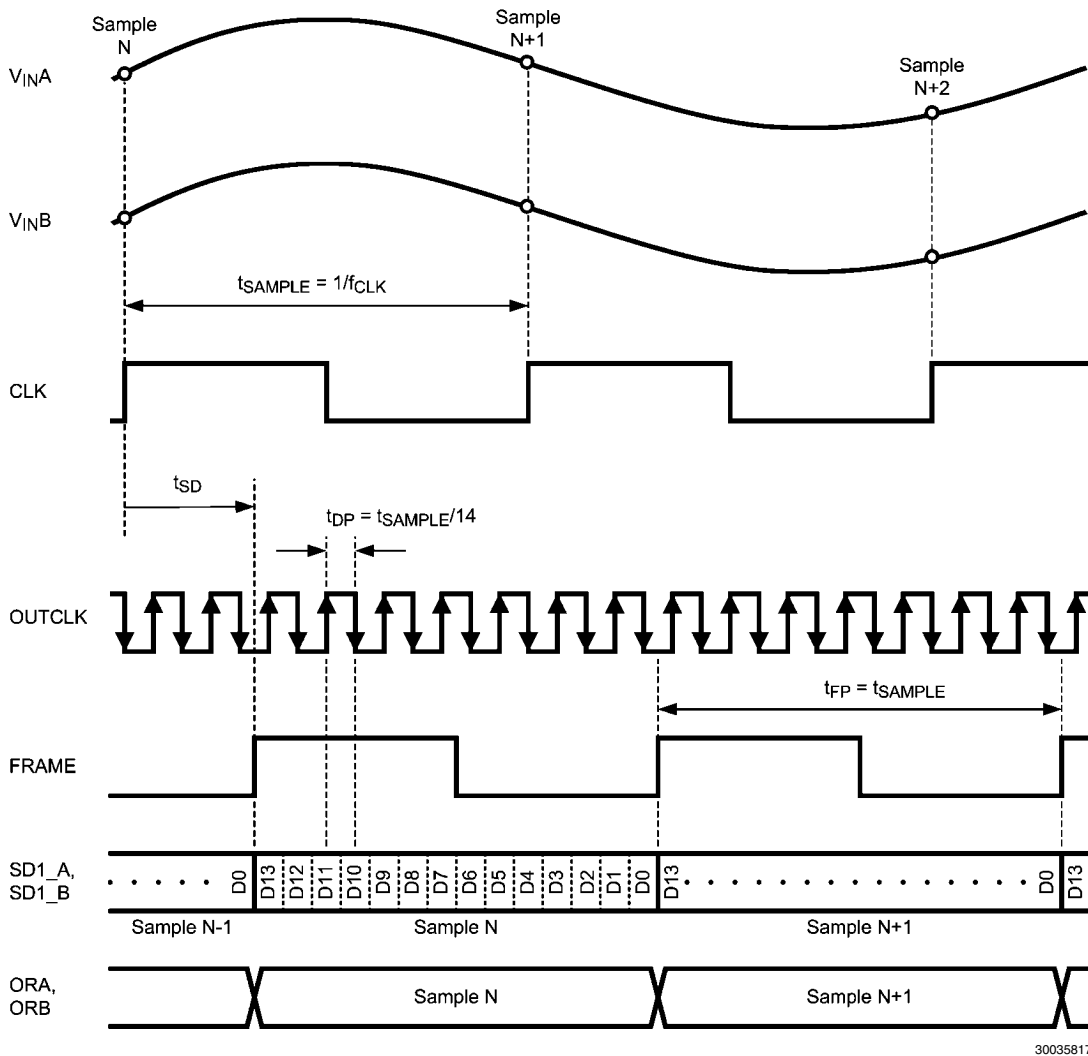 Sample
N
Sample
N+1
Sample
N+2
VINA
VINB
tSAMPLE = 1/fCLK
CLK
tSD
tDP = tSAMPLE/14
OUTCLK
tFP = tSAMPLE
FRAME
SD1_A,
SD1_B
· · · · · D0 D13 D12 D11 D10 D9 D8 D7 D6 D5 D4 D3 D2 D1 D0 D13 · · · · · · · · · · · · · · · · · D0 D13
Sample N-1 Sample N Sample N+1
ORA,
ORB
Sample N Sample N+1
30035817